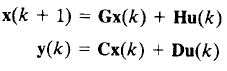 x(k + 1) = Gx(k) + Hu(k)
y(k) = Cx(k) + Du(k)